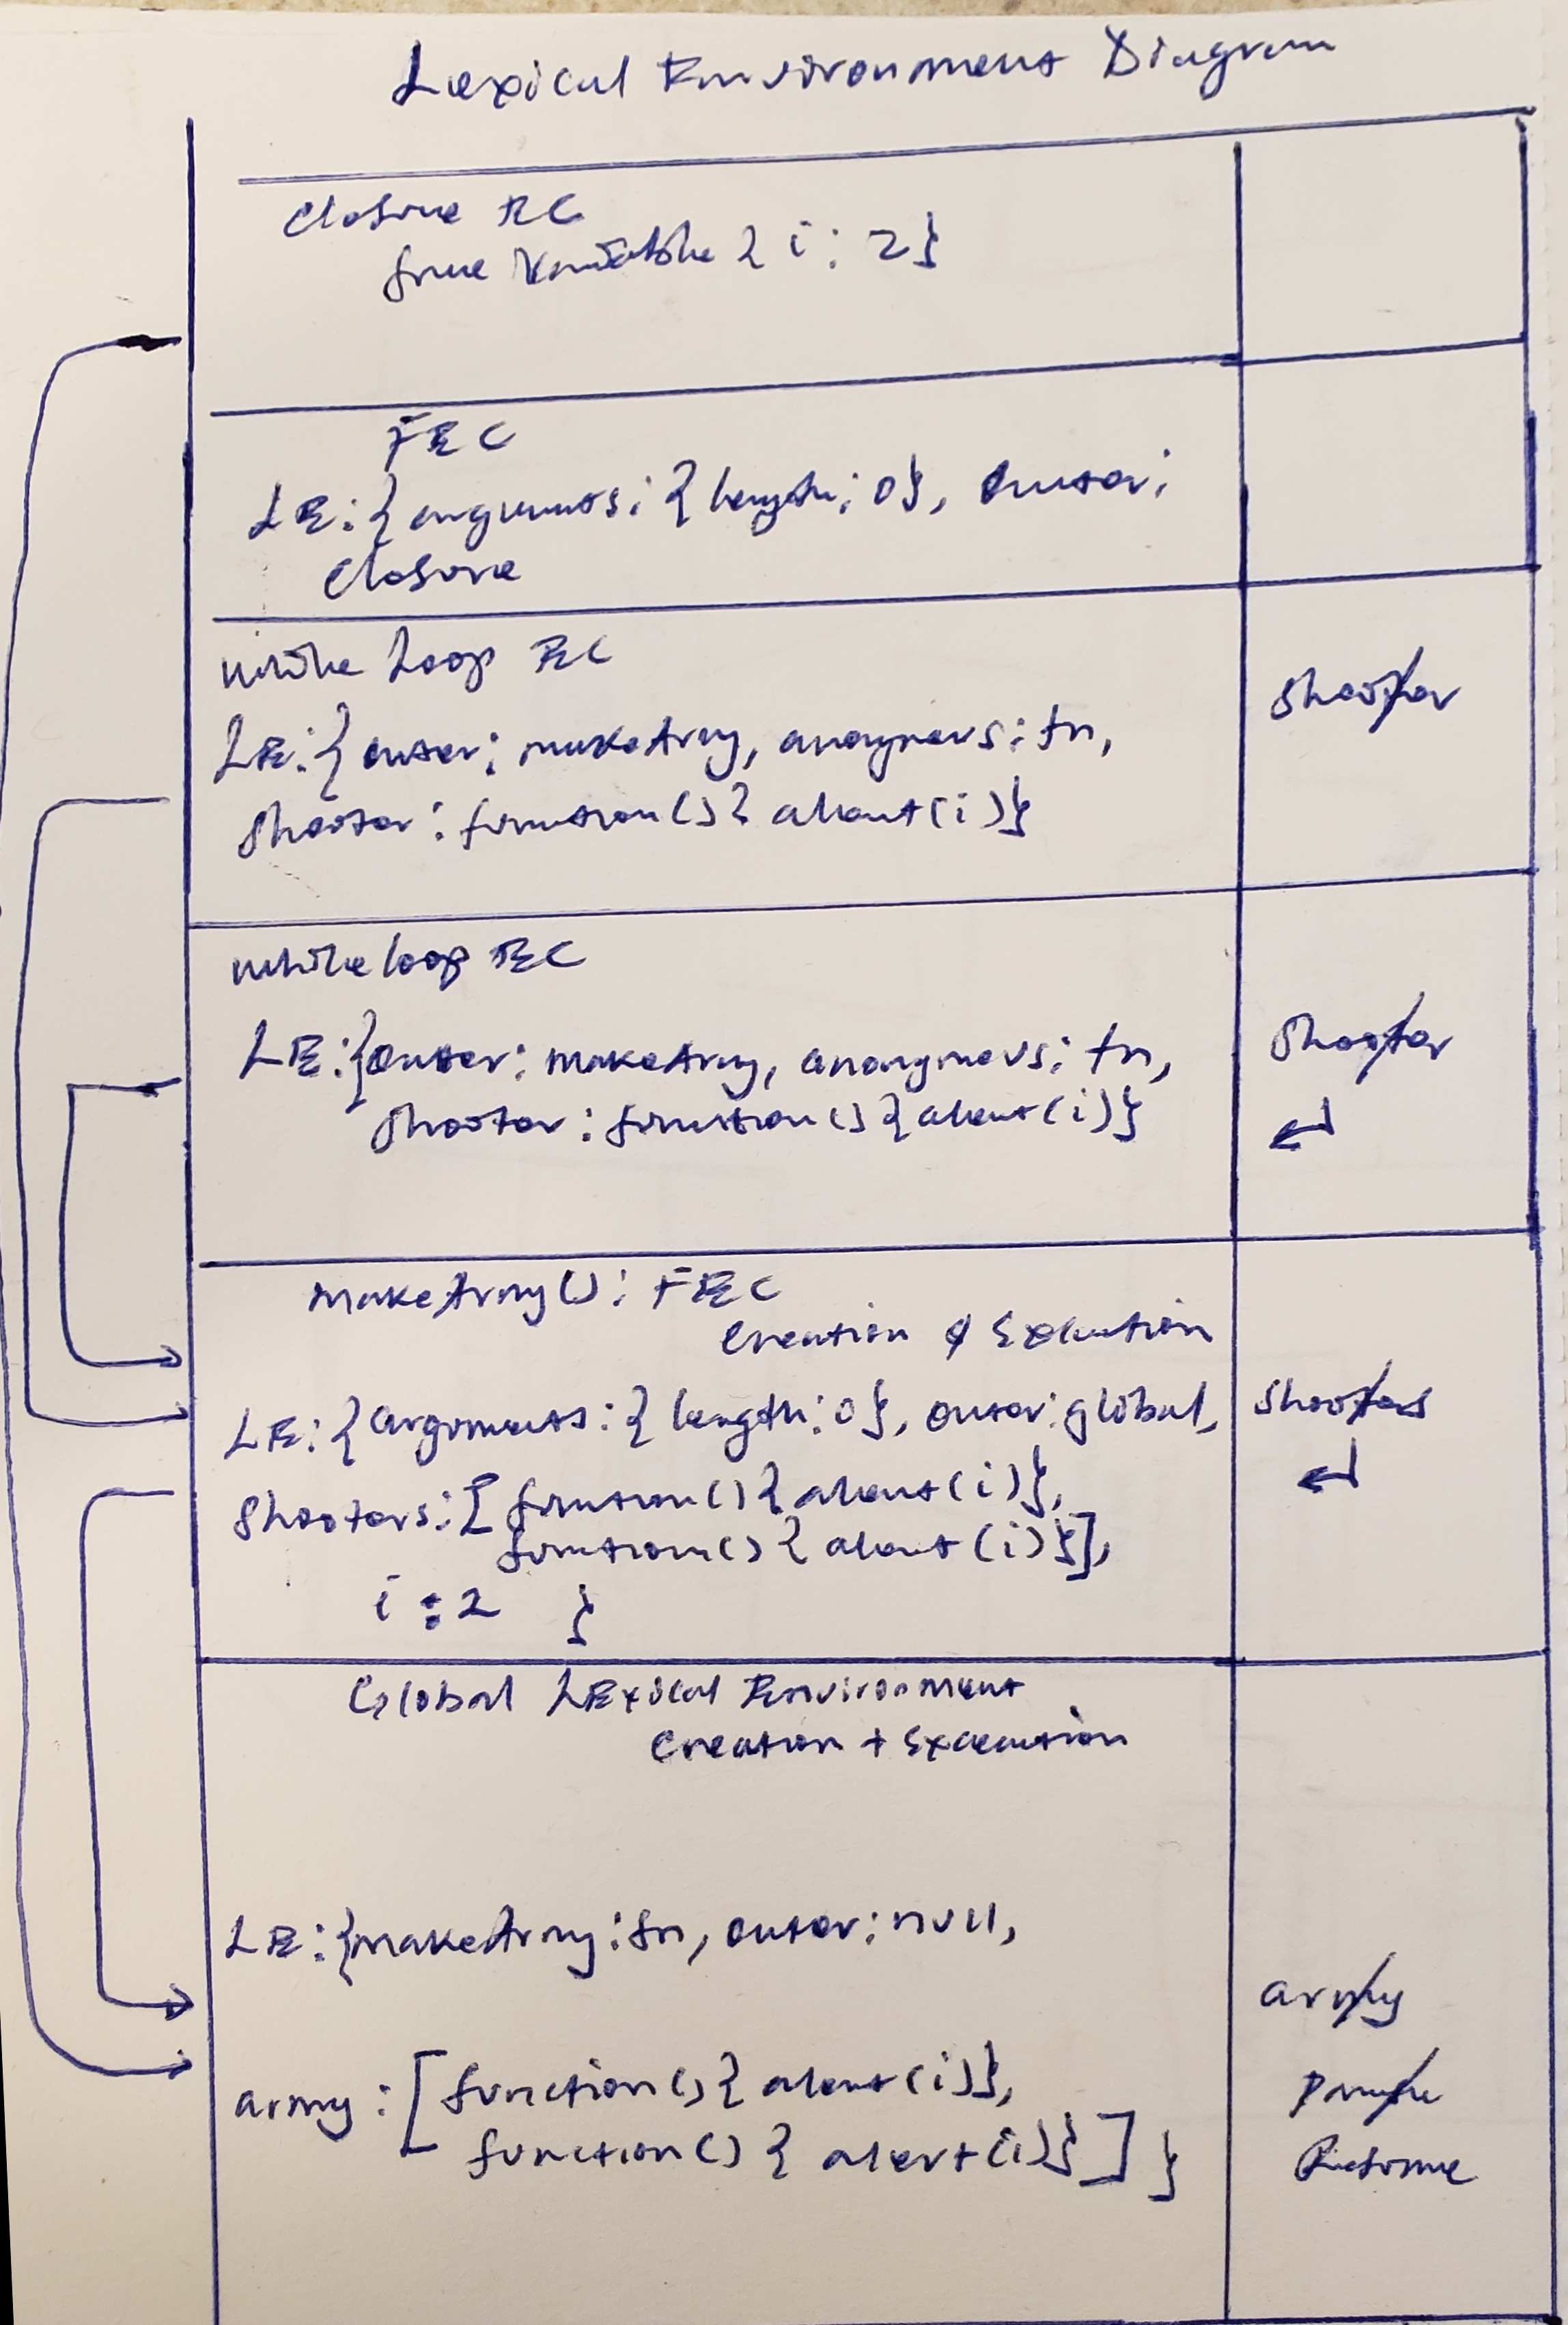 Lexical Environment Diagram
Closure EC
free Variable { i : 2}
FEC
LE:{ arguments: { length: 0}, Outer:
Closure
while Loop EC
LE:{ outer: makeArmy, anonymous: fn,
shooter: function() { alert(i)}
shooter
while loop EC
LE:{outer: makeArmy, anonymous: fn,
shooter: function() { alert(i)}
shooter
↵
makeArmy(): FEC
Creation & Execution
LE: { arguments: { length: 0}, outer: global,
shooters: [ function() { alert(i)},
function() { alert(i)}],
i : 2 }
shooters
↵
Global LExical Environment
Creation + Execution
LE:{makeArmy: fn, outer: null,
army: [ function() { alert(i)},
function() { alert(i)} ] }
army
Pause
Resume